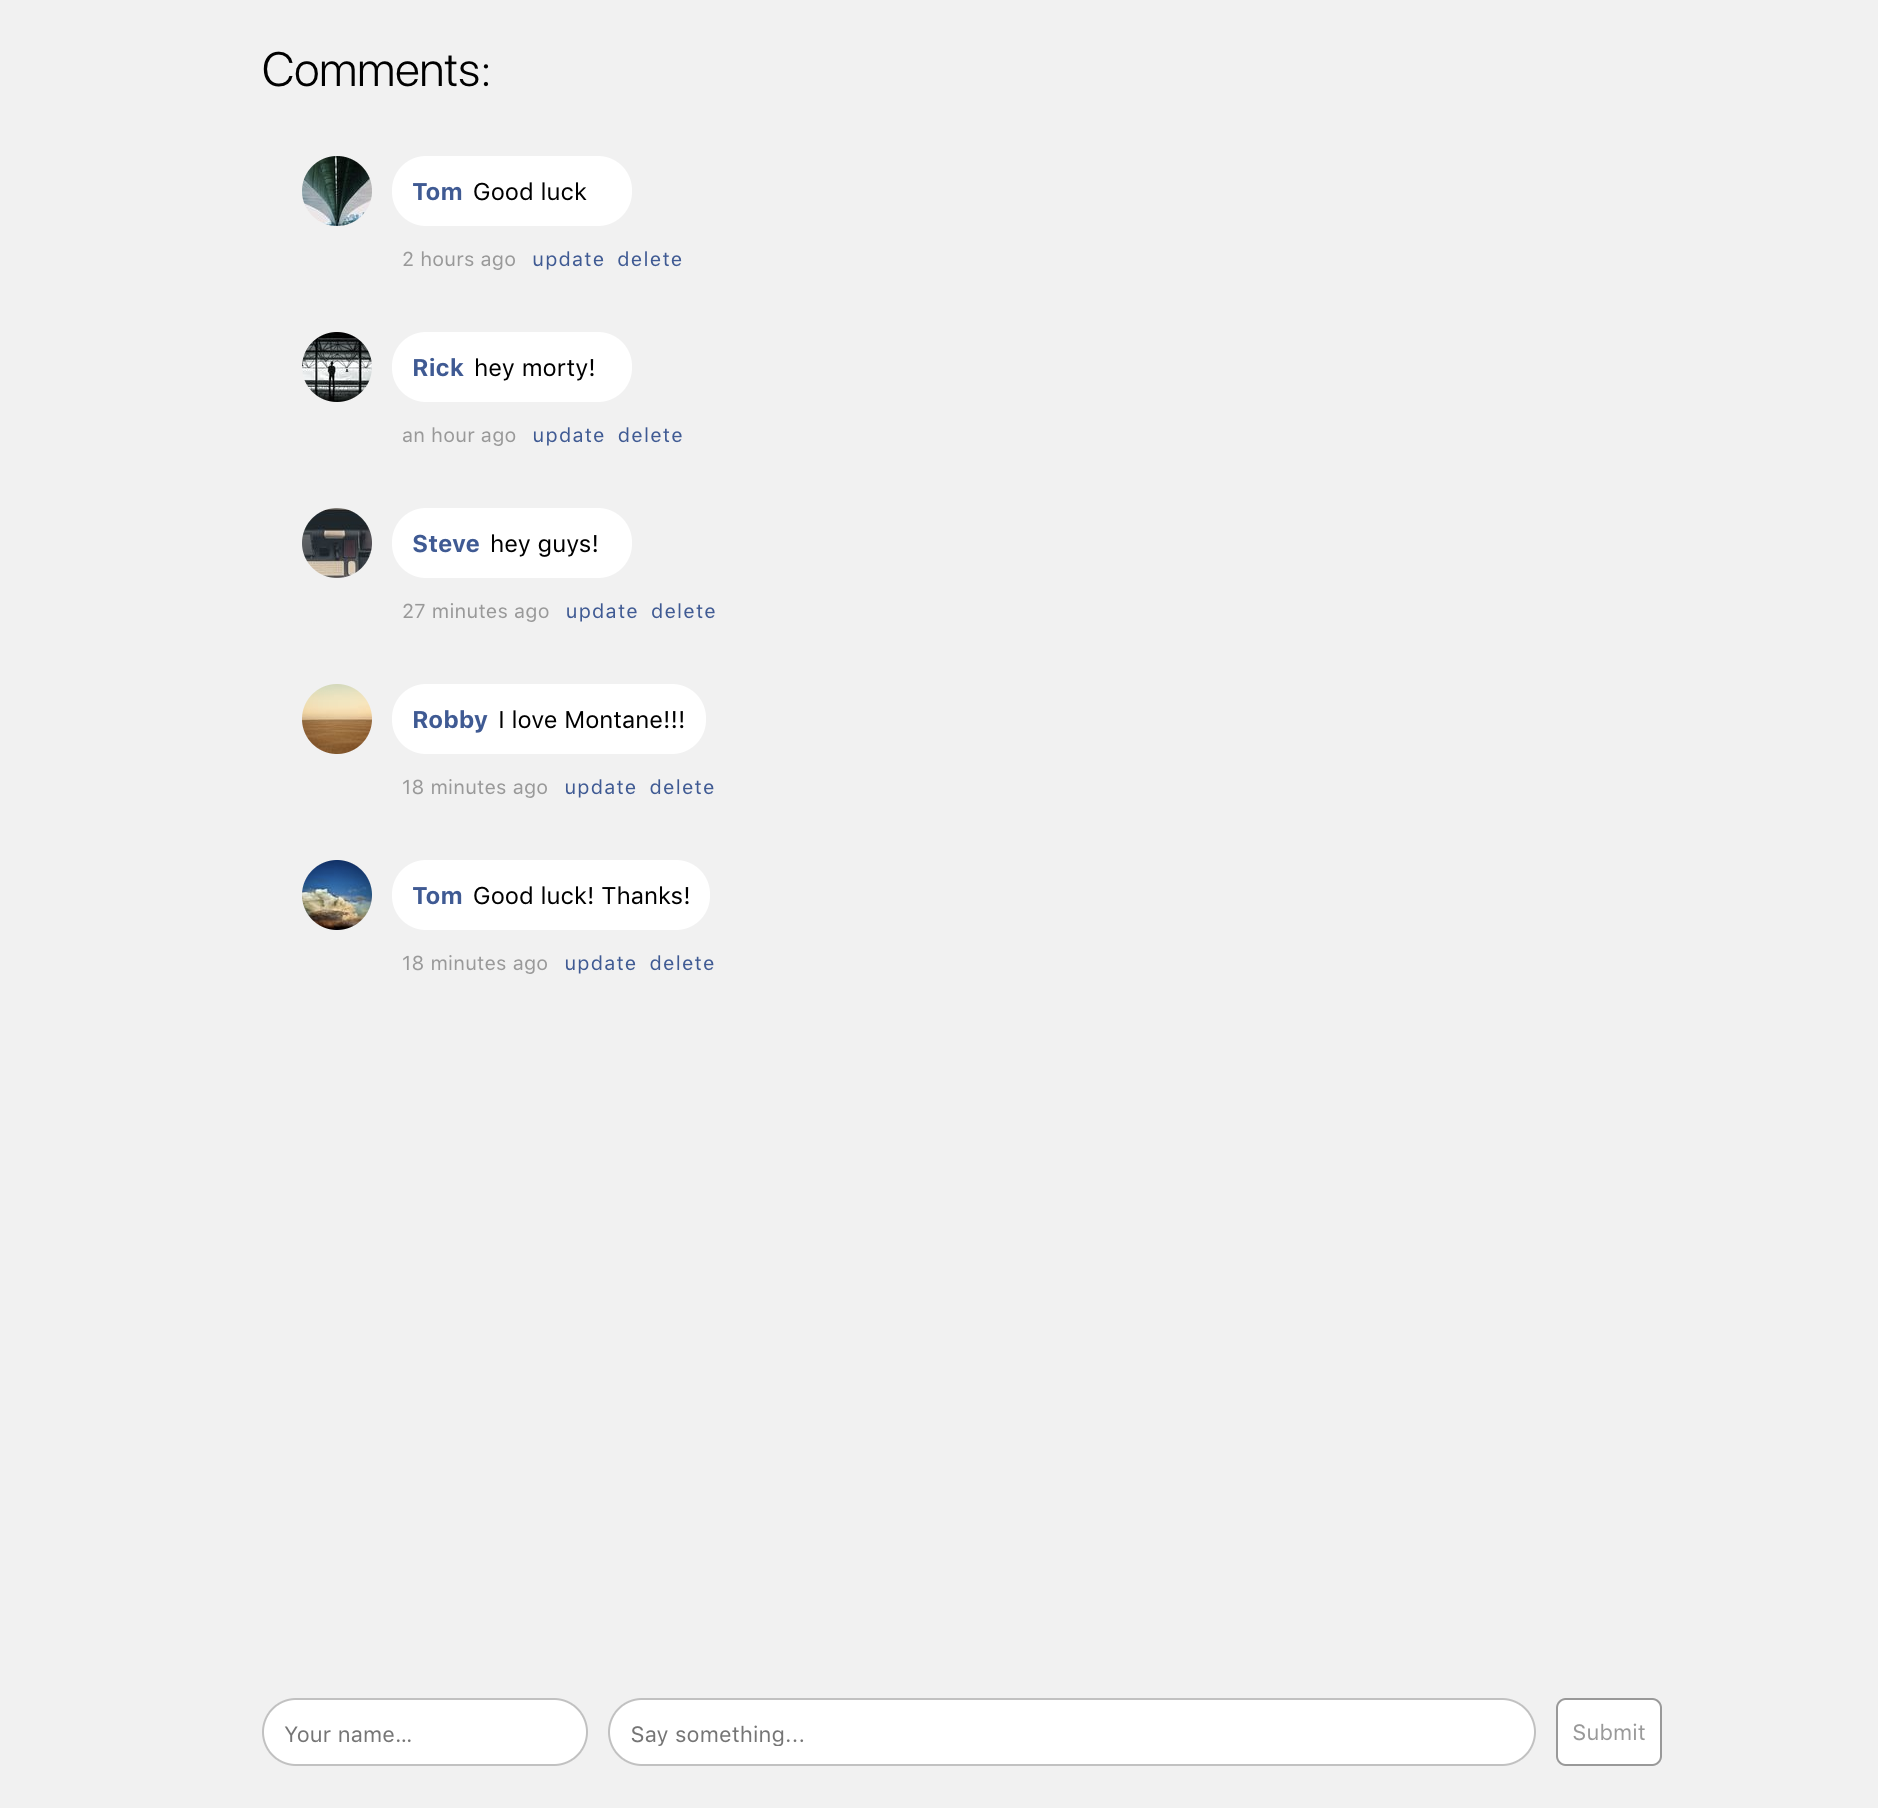 Comments:
Tom Good luck
2 hours ago update delete
Rick hey morty!
an hour ago update delete
Steve hey guys!
27 minutes ago update delete
Robby I love Montane!!!
18 minutes ago update delete
Tom Good luck! Thanks!
18 minutes ago update delete
Your name... Say something... Submit